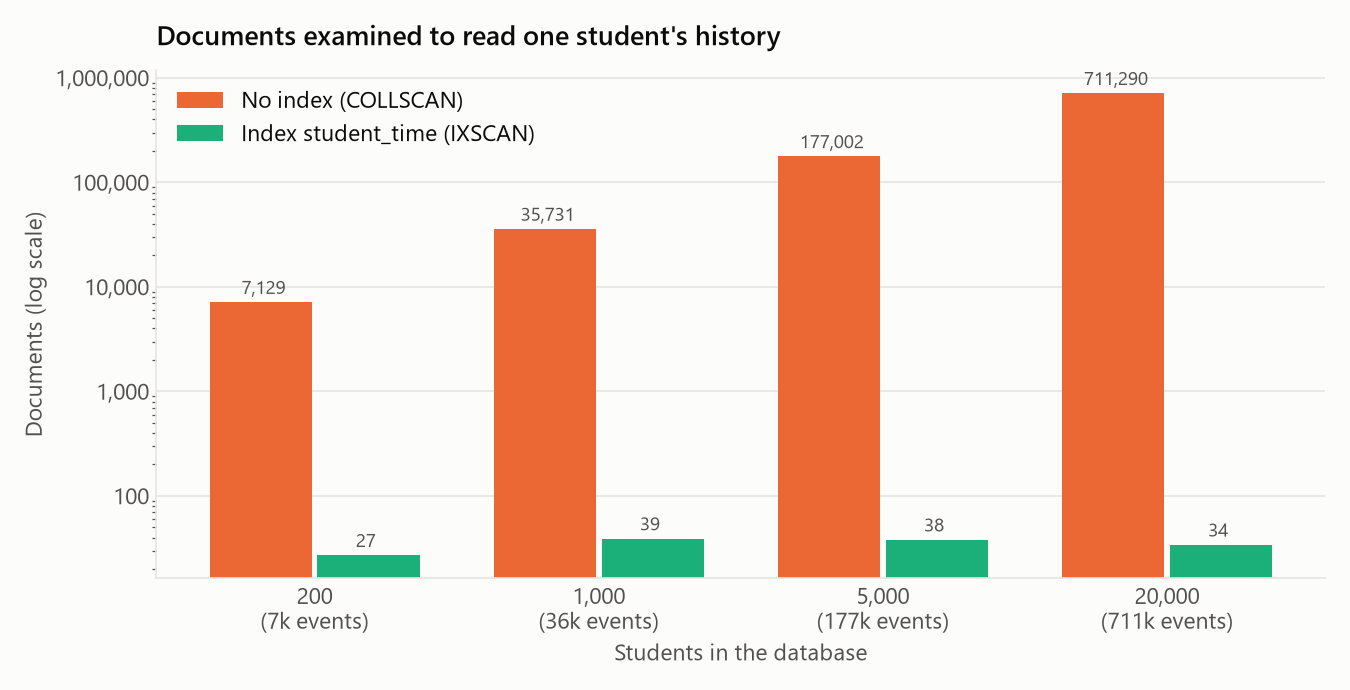 Documents examined to read one student's history
No index (COLLSCAN)
Index student_time (IXSCAN)
Documents (log scale)
1,000,000
100,000
10,000
1,000
100
7,129
27
35,731
39
177,002
38
711,290
34
200
(7k events)
1,000
(36k events)
5,000
(177k events)
20,000
(711k events)
Students in the database